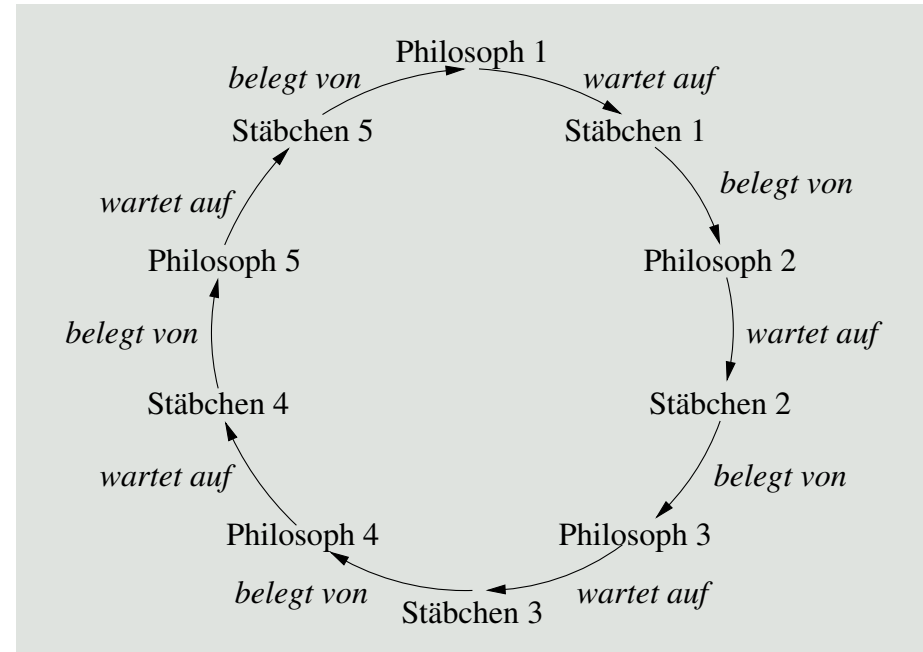 Philosoph 1
wartet auf
Stäbchen 1
belegt von
Philosoph 2
wartet auf
Stäbchen 2
belegt von
Philosoph 3
wartet auf
Stäbchen 3
belegt von
Philosoph 4
wartet auf
Stäbchen 4
belegt von
Philosoph 5
wartet auf
Stäbchen 5
belegt von